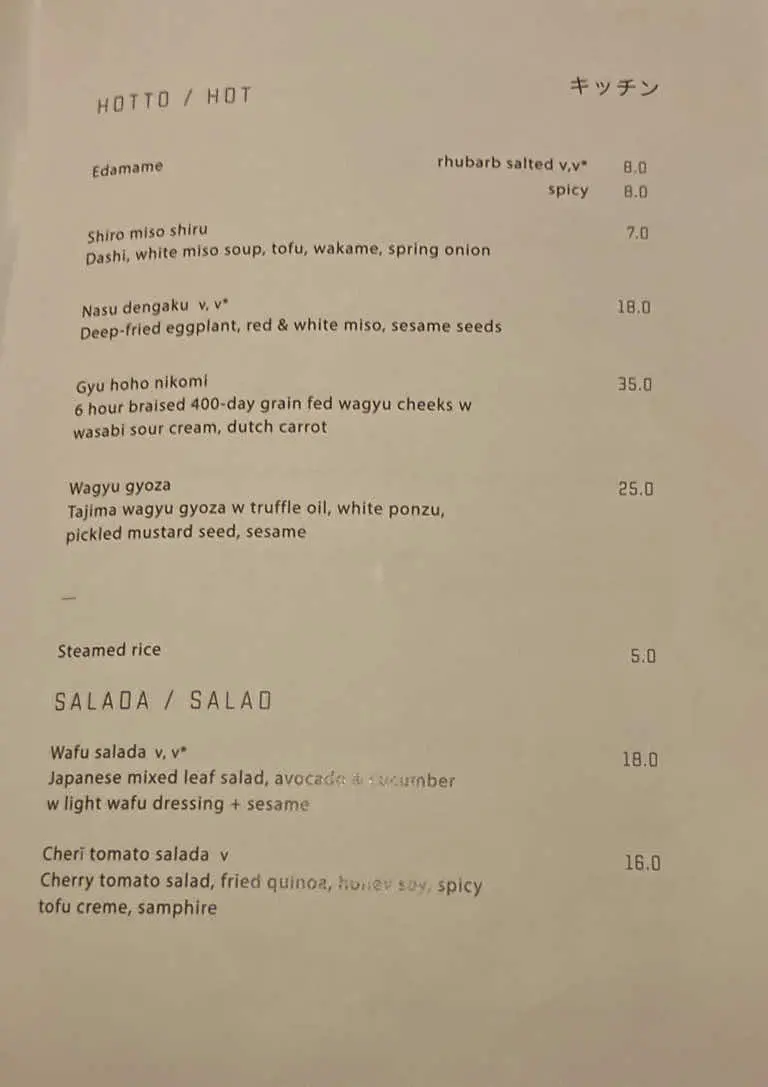 HOTTO / HOT
キッチン
Edamame rhubarb salted v,v* 8.0
spicy 8.0
Shiro miso shiru 7.0
Dashi, white miso soup, tofu, wakame, spring onion
Nasu dengaku v, v* 18.0
Deep-fried eggplant, red & white miso, sesame seeds
Gyu hoho nikomi 35.0
6 hour braised 400-day grain fed wagyu cheeks w
wasabi sour cream, dutch carrot
Wagyu gyoza 25.0
Tajima wagyu gyoza w truffle oil, white ponzu,
pickled mustard seed, sesame
—
Steamed rice 5.0
SALADA / SALAD
Wafu salada v, v* 18.0
Japanese mixed leaf salad, avocado & cucumber
w light wafu dressing + sesame
Cheri tomato salada v 16.0
Cherry tomato salad, fried quinoa, honey soy, spicy
tofu creme, samphire